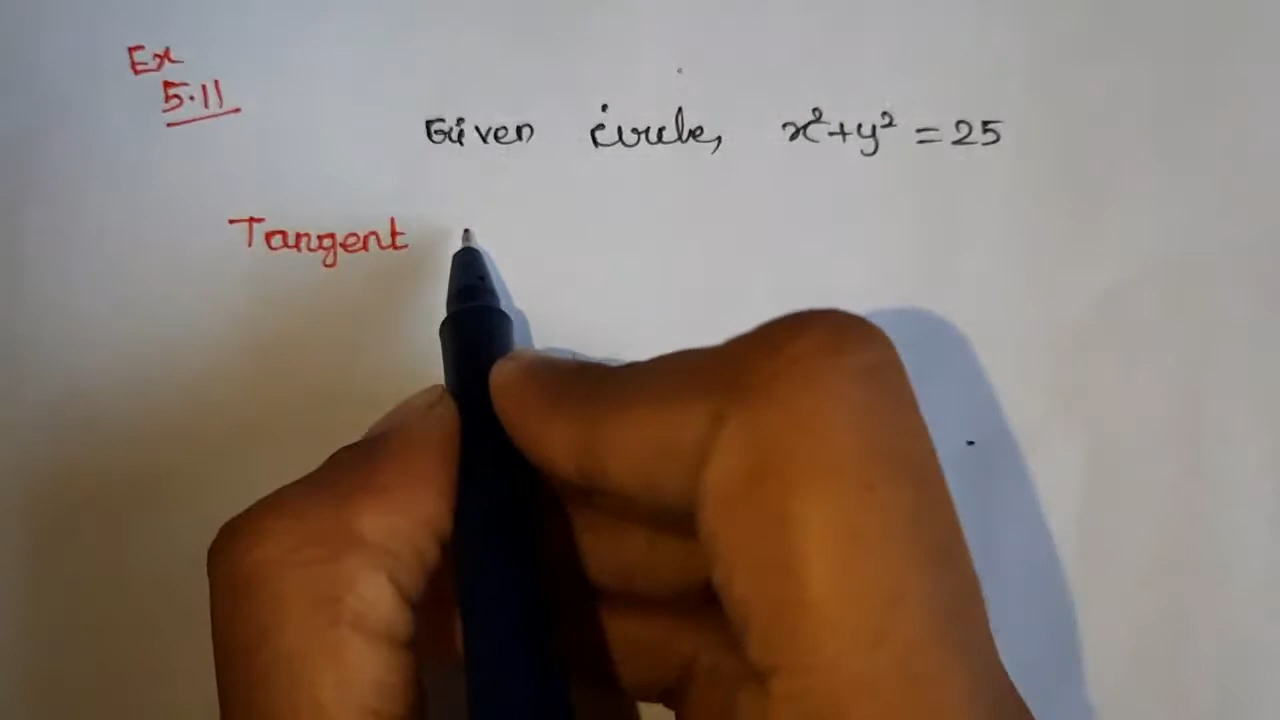 Ex
5.11
Given circle, x²+y² = 25
Tangent